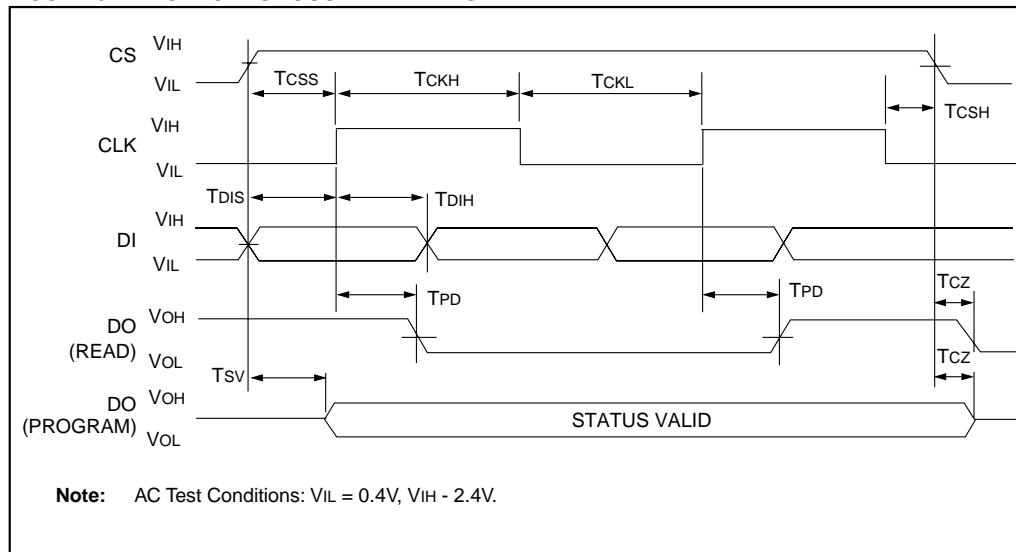 CS
VIH
VIL
TCSS
TCKH
TCKL
TCSH
CLK
VIH
VIL
TDIS
TDIH
DI
VIH
VIL
TPD
TPD
TCZ
DO
(READ)
VOH
VOL
TSV
TCZ
DO
(PROGRAM)
VOH
VOL
STATUS VALID
Note: AC Test Conditions: VIL = 0.4V, VIH - 2.4V.